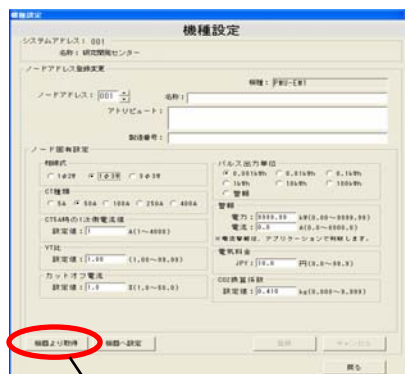 機種設定
機種設定
システムアドレス： 001
名称： 研究開発センター
ノードアドレス登録変更
機種： PMU-EM1
ノードアドレス： 001
名称：
アトリビュート：
製造番号：
ノード固有設定
相線式
1φ2W 1φ3W 3φ3W
CT種類
5A 50A 100A 250A 400A
CT5A時の1次側電流値
設定値： 1 A(1～4000)
VT比
設定値： 1.00 (1.00～99.99)
カットオフ電流
設定値： 1.0 %(1.0～50.0)
パルス出力単位
0.001kWh 0.01kWh 0.1kWh
1kWh 10kWh 100kWh
警報
警報
電力： 9999.99 kW(0.00～9999.99)
電流： 0.0 A(0.0～6000.0)
※電流警報は、アプリケーションで判断します。
電気料金
JPY： 10.0 円(0.0～99.9)
CO2換算係数
設定値： 0.410 kg(0.000～9.999)
機器より取得 機器へ設定 登録 キャンセル
戻る